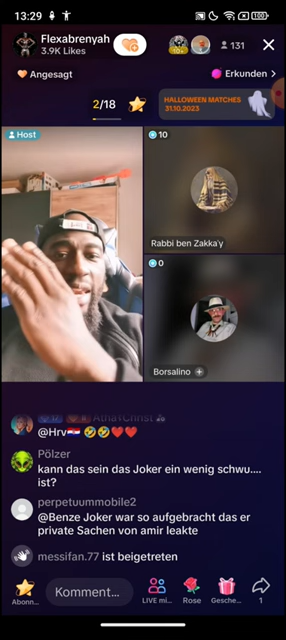 13:29
100
Flexabrenyah
3.9K Likes
10+
131
Angesagt
Erkunden
2/18
HALLOWEEN MATCHES
31.10.2023
Host
10
Rabbi ben Zakka'y
0
Borsalino
@Hrv🇭🇷 🤣🤣❤️❤️
Pölzer
kann das sein das Joker ein wenig schwu....
ist?
perpetuummobile2
@Benze Joker war so aufgebracht das er
private Sachen von amir leakte
messifan.77 ist beigetreten
Abonn...
Komment...
LIVE mi...
Rose
Gesche...
1